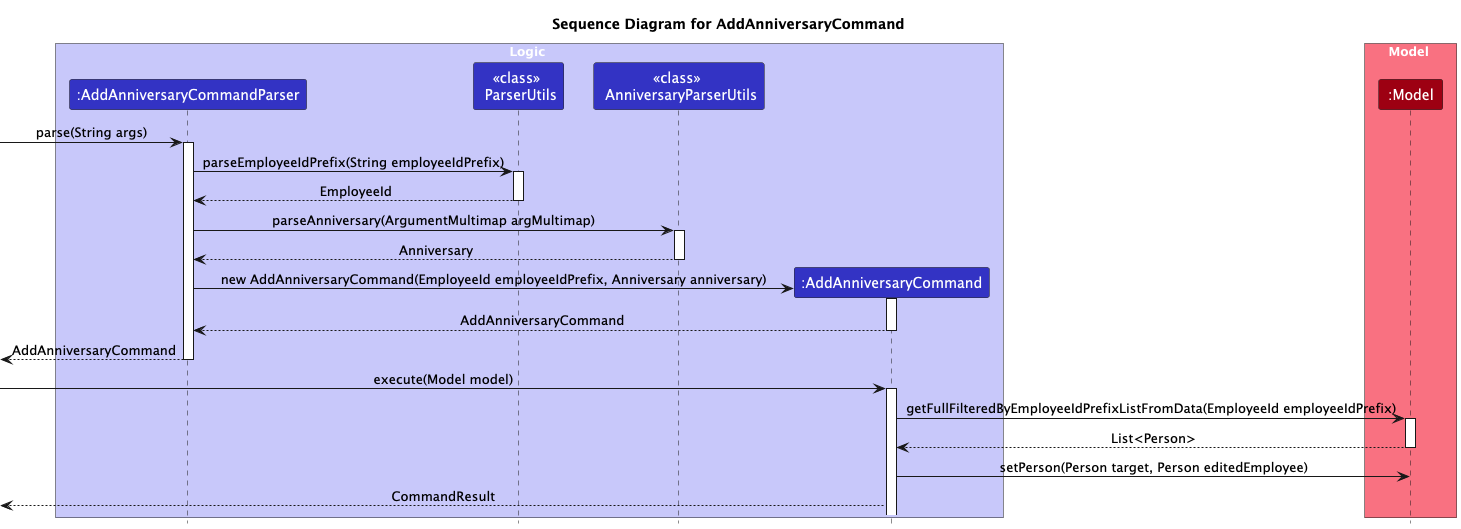 Sequence Diagram for AddAnniversaryCommand
Logic
Model
:AddAnniversaryCommandParser
«class»
ParserUtils
«class»
AnniversaryParserUtils
:Model
parse(String args)
parseEmployeeIdPrefix(String employeeIdPrefix)
EmployeeId
parseAnniversary(ArgumentMultimap argMultimap)
Anniversary
new AddAnniversaryCommand(EmployeeId employeeIdPrefix, Anniversary anniversary)
:AddAnniversaryCommand
AddAnniversaryCommand
AddAnniversaryCommand
execute(Model model)
getFullFilteredByEmployeeIdPrefixListFromData(EmployeeId employeeIdPrefix)
List<Person>
setPerson(Person target, Person editedEmployee)
CommandResult